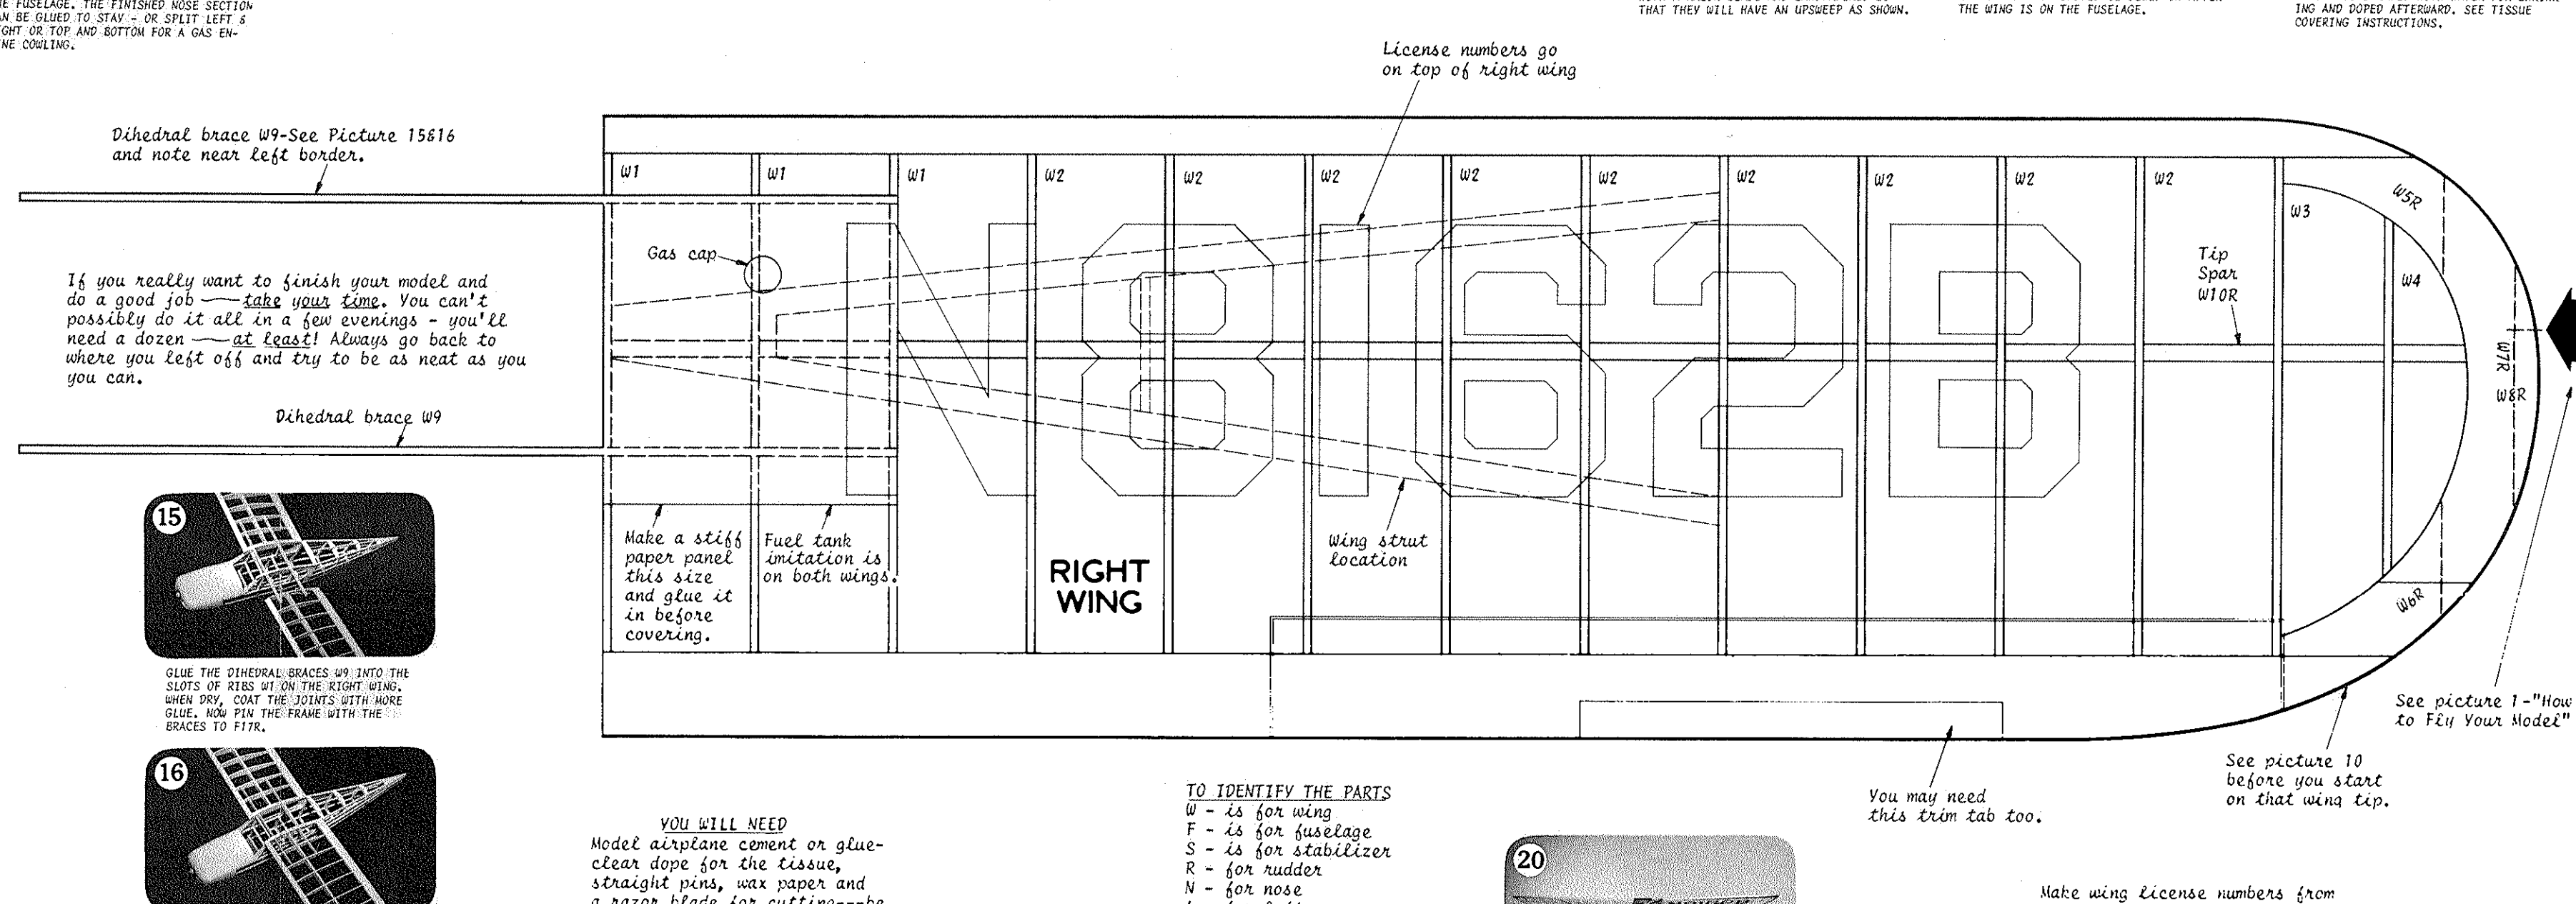 E FUSELAGE. THE FINISHED NOSE SECTION
AN BE GLUED TO STAY - OR SPLIT LEFT &
GHT OR TOP AND BOTTOM FOR A GAS EN-
NE COWLING.
THAT THEY WILL HAVE AN UPSWEEP AS SHOWN.
THE WING IS ON THE FUSELAGE.
ING AND DOPED AFTERWARD. SEE TISSUE
COVERING INSTRUCTIONS.
License numbers go
on top of right wing
Dihedral brace W9-See Picture 15&16
and note near left border.
W1
W1
W1
W2
W2
W2
W2
W2
W2
W2
W2
W2
W3
W4
W5R
Gas cap
Tip
Spar
W10R
N8162B
W7R
W8R
W6R
If you really want to finish your model and
do a good job — take your time. You can't
possibly do it all in a few evenings - you'll
need a dozen — at least! Always go back to
where you left off and try to be as neat as you
you can.
Dihedral brace W9
Make a stiff
paper panel
this size
and glue it
in before
covering.
Fuel tank
imitation is
on both wings.
RIGHT
WING
Wing strut
location
15
GLUE THE DIHEDRAL BRACES W9 INTO THE
SLOTS OF RIBS W1 ON THE RIGHT WING.
WHEN DRY, COAT THE JOINTS WITH MORE
GLUE. NOW PIN THE FRAME WITH THE
BRACES TO F17R.
16
See picture 1-"How
to Fly Your Model"
See picture 10
before you start
on that wing tip.
You may need
this trim tab too.
YOU WILL NEED
Model airplane cement or glue-
clear dope for the tissue,
straight pins, wax paper and
a razor blade for cutting---be
TO IDENTIFY THE PARTS
W - is for wing
F - is for fuselage
S - is for stabilizer
R - for rudder
N - for nose
20
Make wing license numbers from